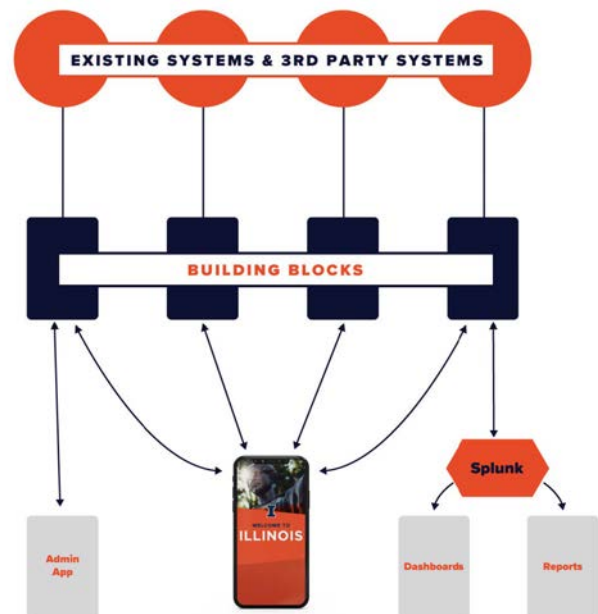 EXISTING SYSTEMS & 3RD PARTY SYSTEMS
BUILDING BLOCKS
Splunk
I
WELCOME TO
ILLINOIS
Admin
App
Dashboards
Reports